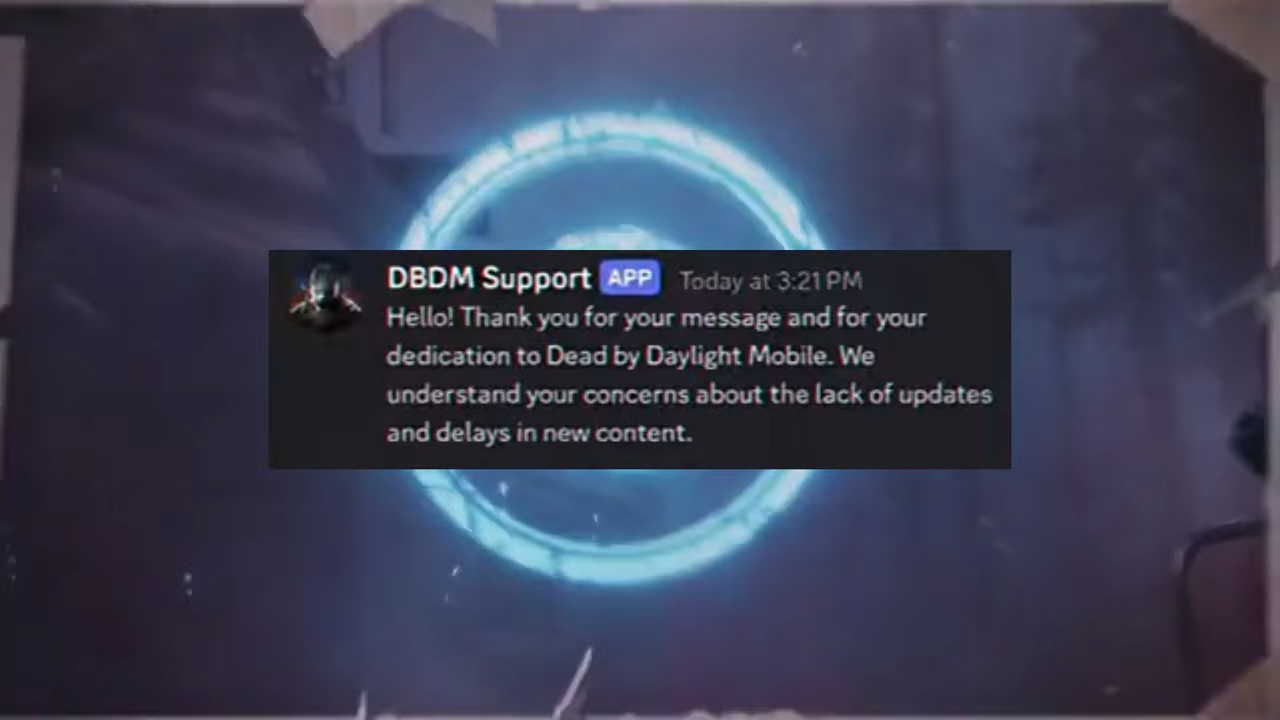 DBDM Support APP Today at 3:21 PM
Hello! Thank you for your message and for your
dedication to Dead by Daylight Mobile. We
understand your concerns about the lack of updates
and delays in new content.